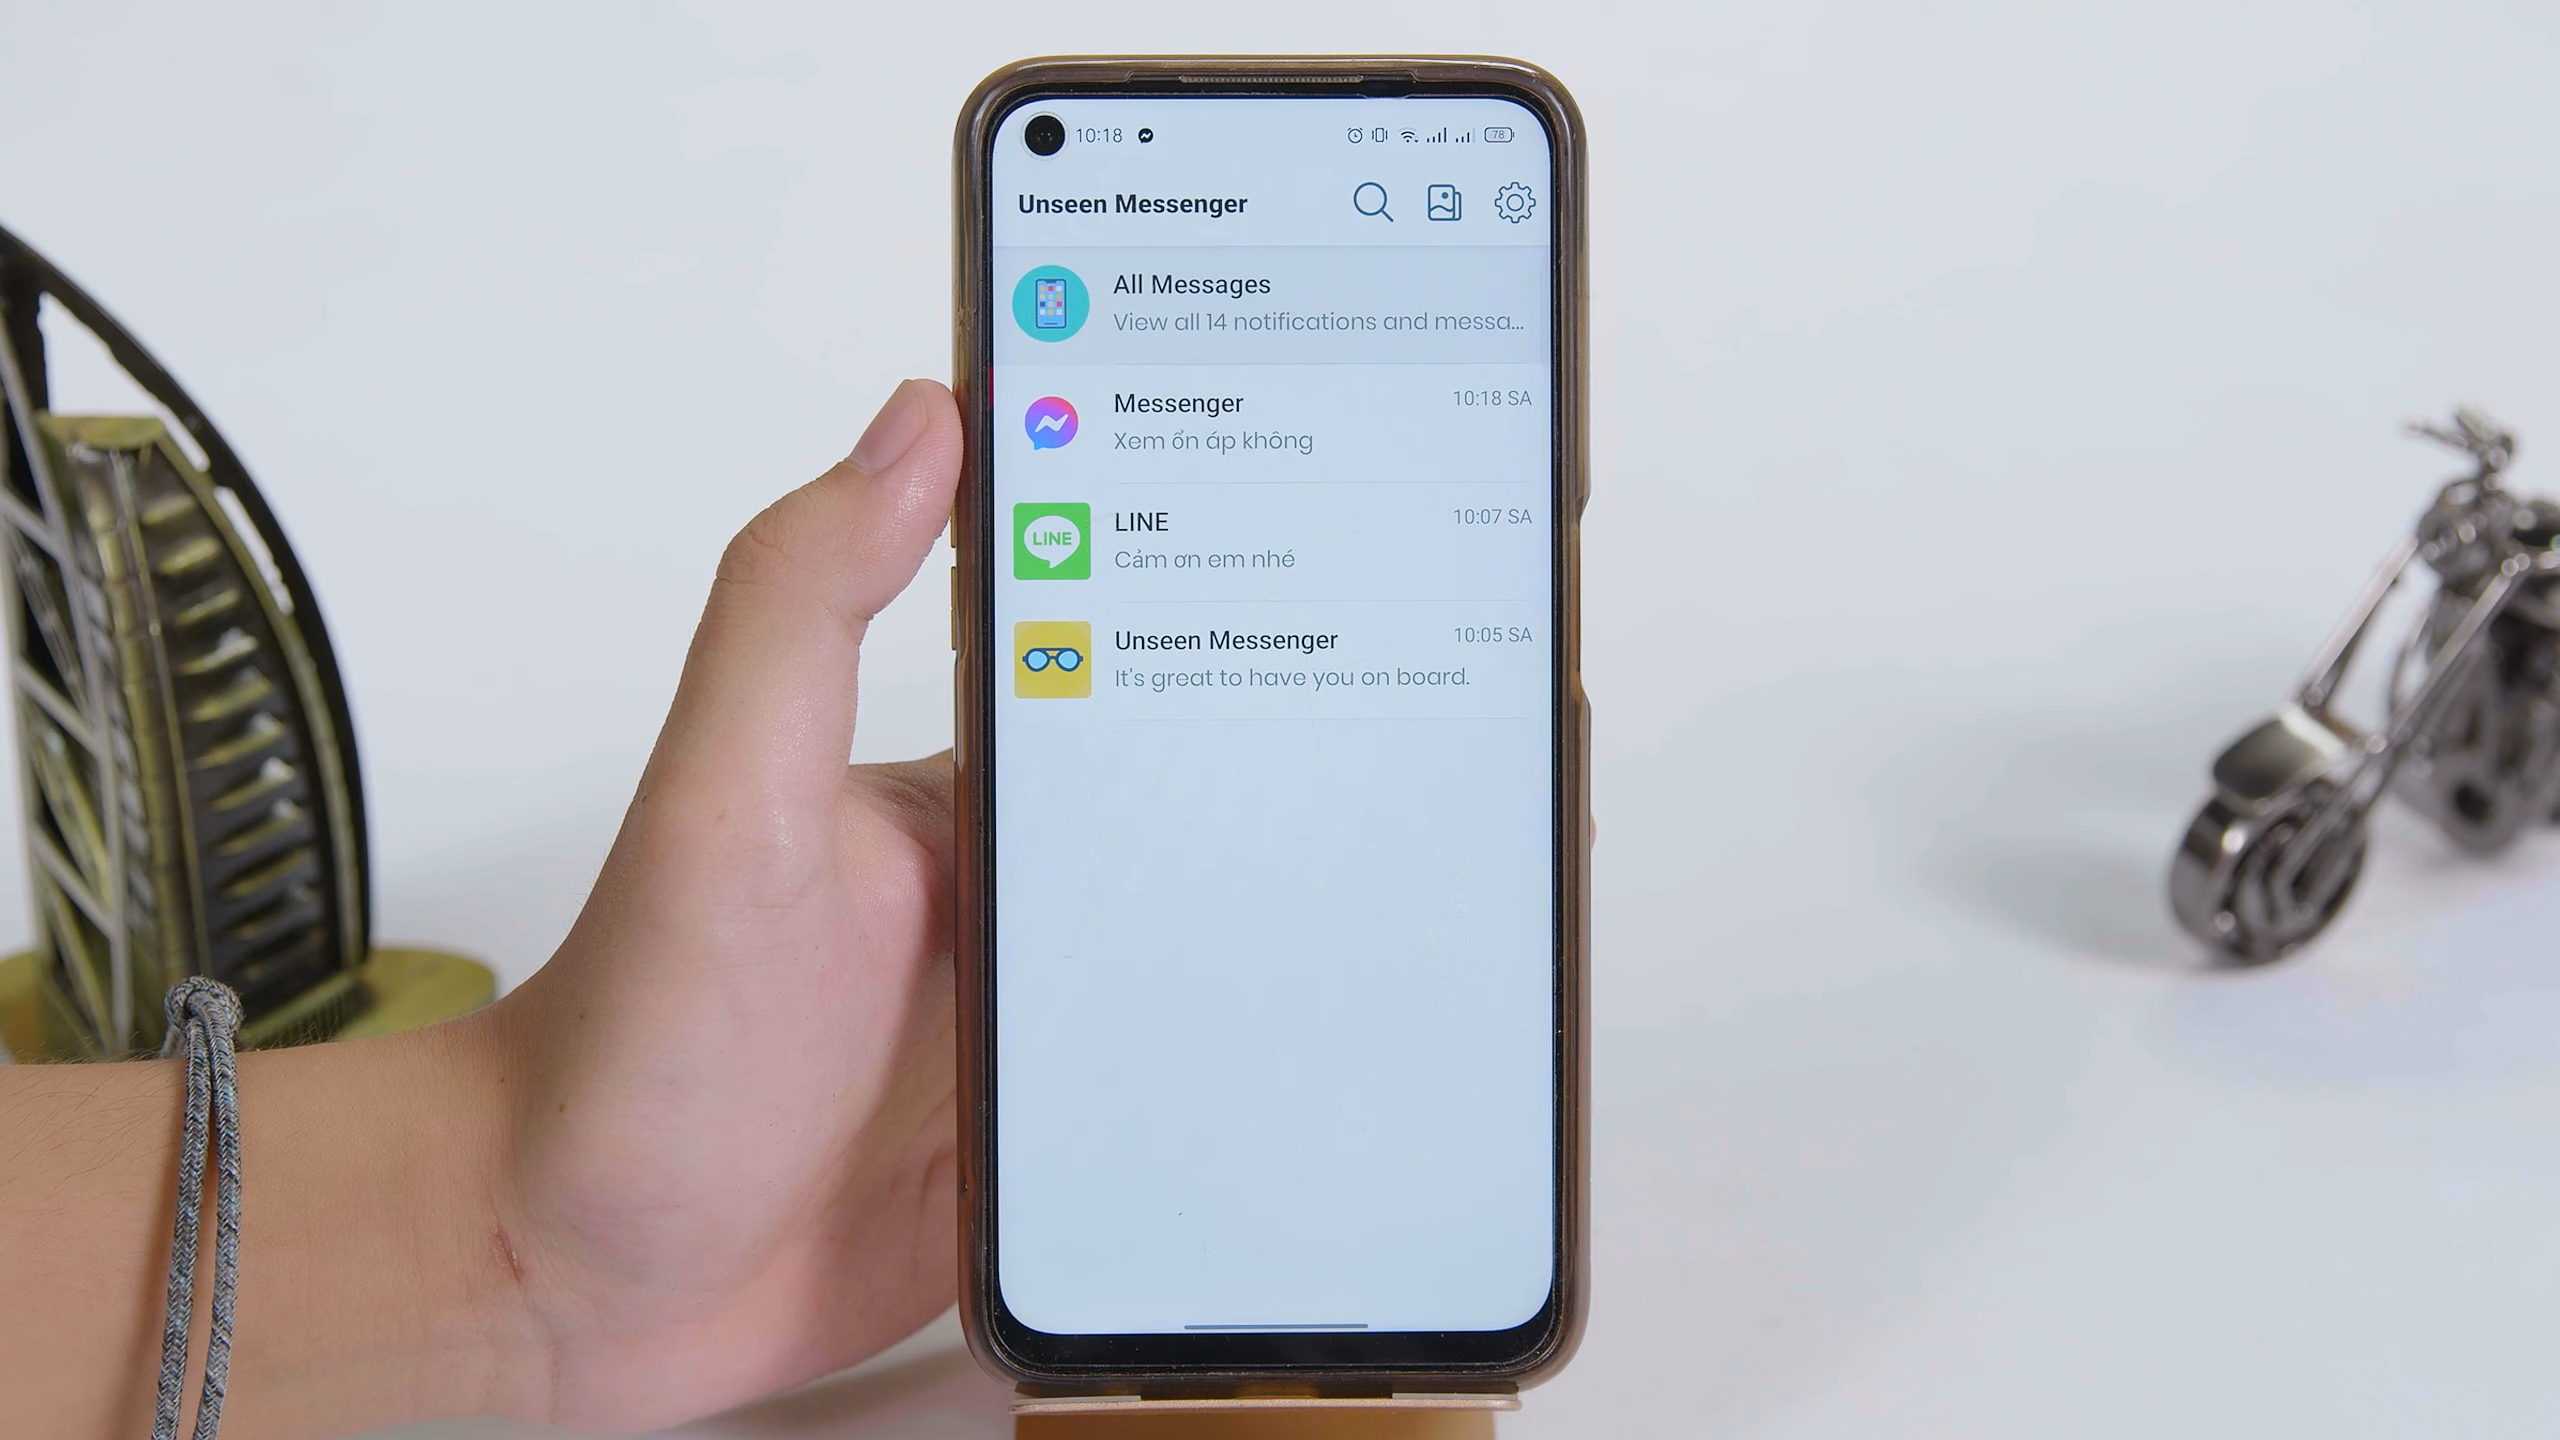 10:18
78
Unseen Messenger
All Messages
View all 14 notifications and messa...
Messenger
10:18 SA
Xem ổn áp không
LINE
LINE
10:07 SA
Cảm ơn em nhé
Unseen Messenger
10:05 SA
It's great to have you on board.